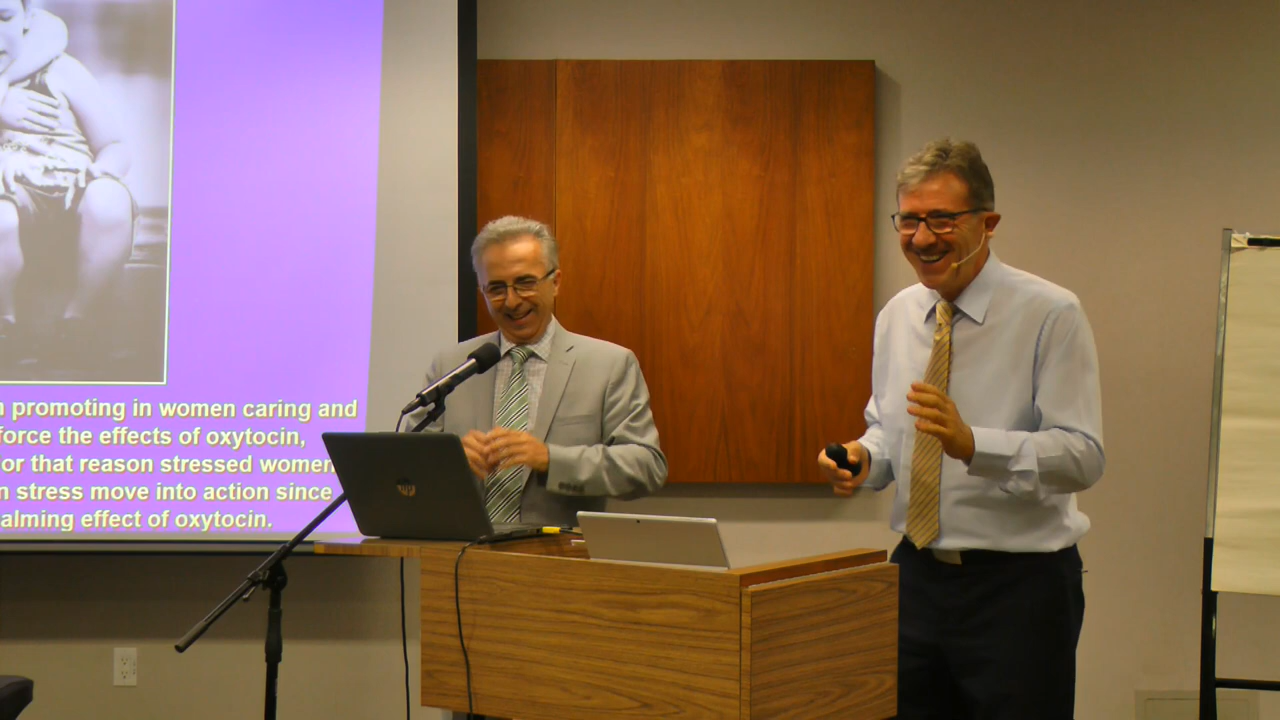 promoting in women caring and
force the effects of oxytocin,
or that reason stressed women
n stress move into action since
alming effect of oxytocin.
hp